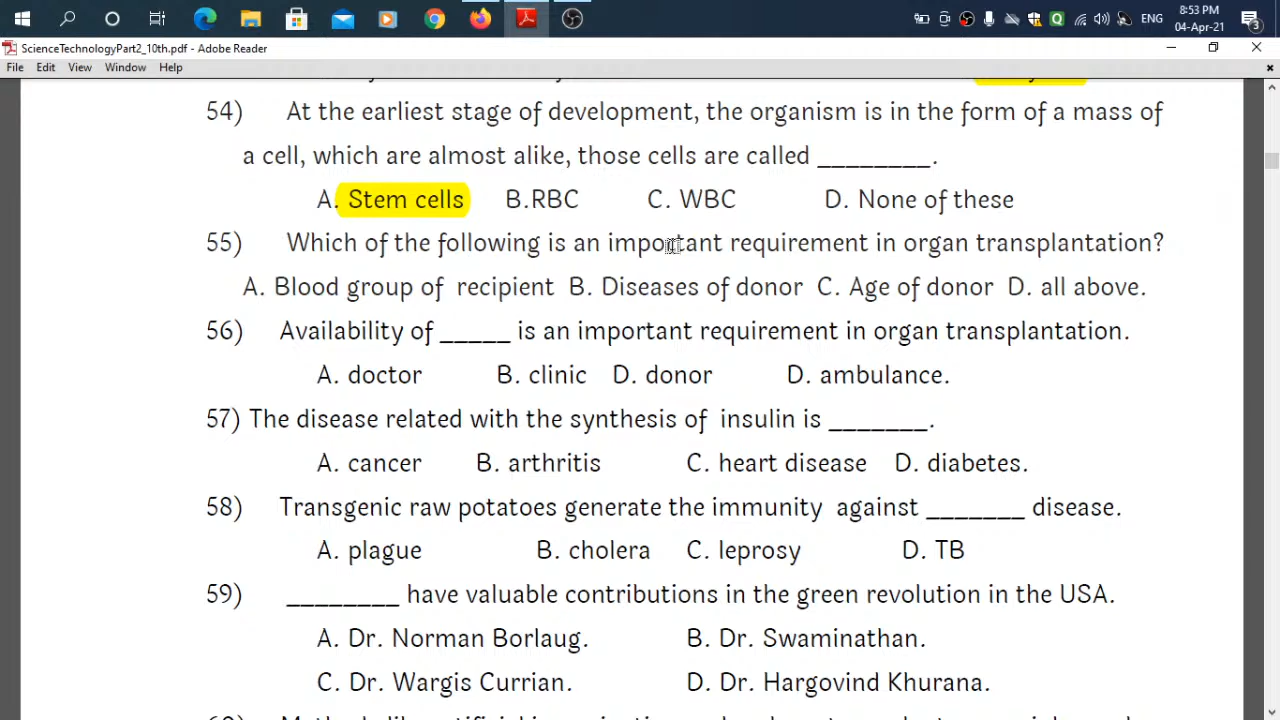 8:53 PM
ENG
04-Apr-21
3
ScienceTechnologyPart2_10th.pdf - Adobe Reader
File Edit View Window Help
54) At the earliest stage of development, the organism is in the form of a mass of
a cell, which are almost alike, those cells are called ________.
A. Stem cells B.RBC C. WBC D. None of these
55) Which of the following is an important requirement in organ transplantation?
A. Blood group of recipient B. Diseases of donor C. Age of donor D. all above.
56) Availability of _____ is an important requirement in organ transplantation.
A. doctor B. clinic D. donor D. ambulance.
57) The disease related with the synthesis of insulin is _______.
A. cancer B. arthritis C. heart disease D. diabetes.
58) Transgenic raw potatoes generate the immunity against _______ disease.
A. plague B. cholera C. leprosy D. TB
59) ________ have valuable contributions in the green revolution in the USA.
A. Dr. Norman Borlaug. B. Dr. Swaminathan.
C. Dr. Wargis Currian. D. Dr. Hargovind Khurana.